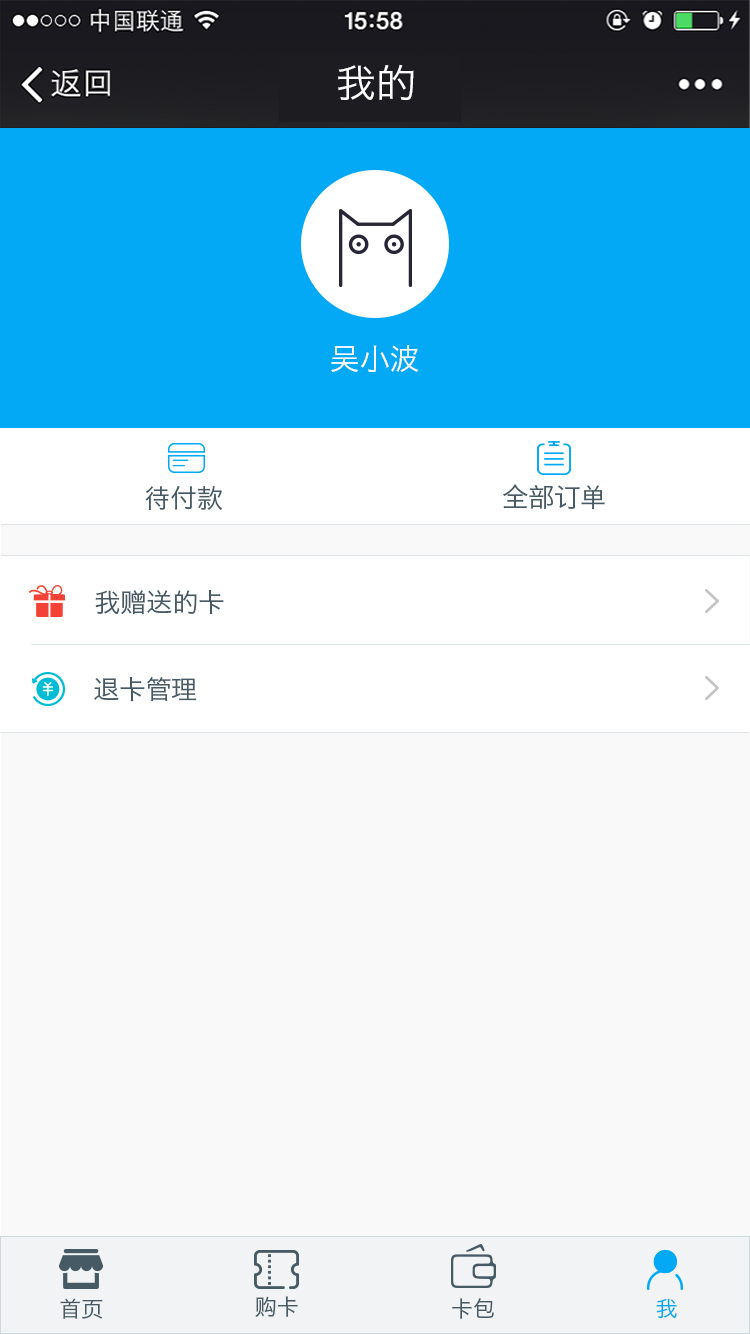 中国联通 15:58
返回 我的
吴小波
待付款 全部订单
我赠送的卡
退卡管理
首页 购卡 卡包 我